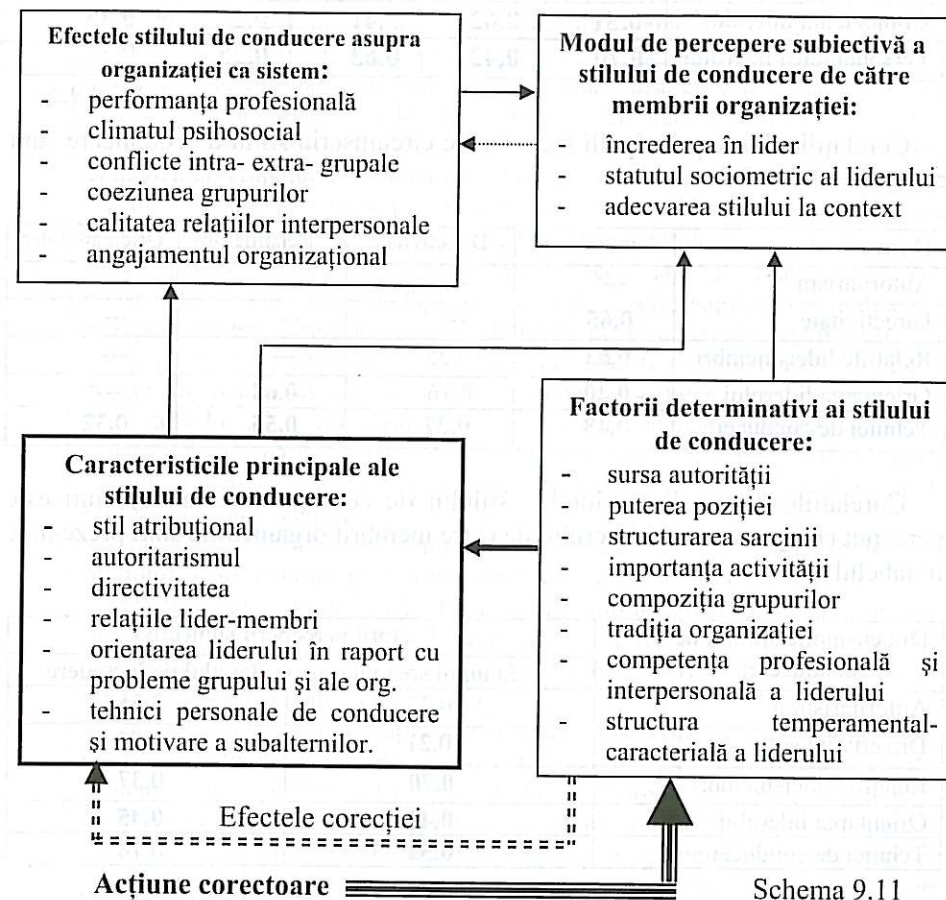 Efectele stilului de conducere supra
organizației ca sistem:
- performanța profesională
- climatul psihosocial
- conflicte intra- extra- grupale
- coeziunea grupurilor
- calitatea relațiilor interpersonale
- angajamentul organizațional
Modul de percepere subiectivă a
stilului de conducere de către
membrii organizației:
- încrederea în lider
- statutul sociometric al liderului
- adecvarea stilului la context
Caracteristicile principale ale
stilului de conducere:
- stil atribuțional
- autoritarismul
- directivitatea
- relațiile lider-membri
- orientarea liderului în raport cu
probleme grupului și ale org.
- tehnici personale de conducere
și motivare a subalternilor.
Factorii determinativi ai stilului
de conducere:
- sursa autorității
- puterea poziției
- structurarea sarcinii
- importanța activității
- compoziția grupurilor
- tradiția organizației
- competența profesională și
interpersonală a liderului
- structura temperamental-
caracterială a liderului
Efectele corecției
Acțiune corectoare
Schema 9.11